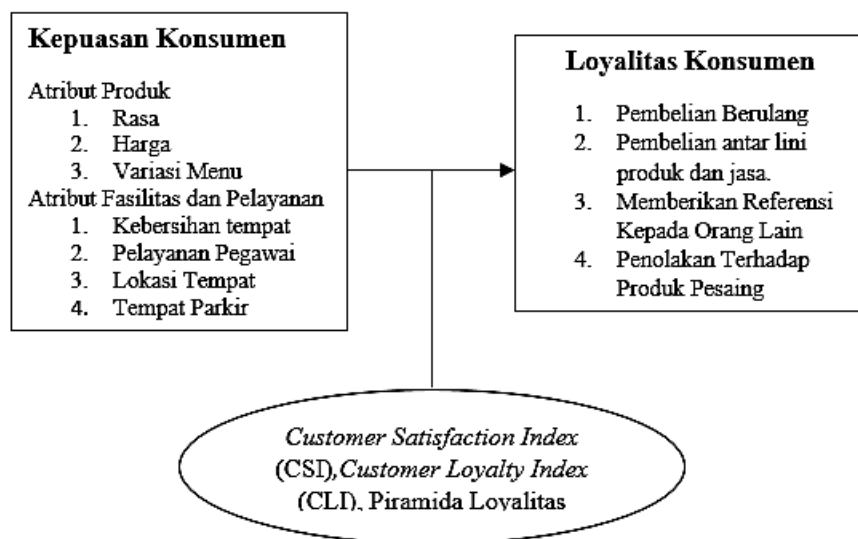 Kepuasan Konsumen
Atribut Produk
1. Rasa
2. Harga
3. Variasi Menu
Atribut Fasilitas dan Pelayanan
1. Kebersihan tempat
2. Pelayanan Pegawai
3. Lokasi Tempat
4. Tempat Parkir
Loyalitas Konsumen
1. Pembelian Berulang
2. Pembelian antar lini
produk dan jasa.
3. Memberikan Referensi
Kepada Orang Lain
4. Penolakan Terhadap
Produk Pesaing
Customer Satisfaction Index
(CSI),Customer Loyalty Index
(CLI), Piramida Loyalitas